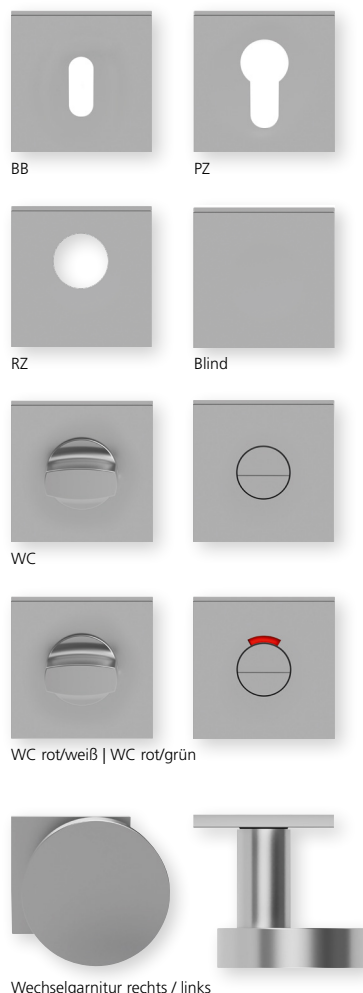 BB
PZ
RZ
Blind
WC
WC rot/weiß | WC rot/grün
Wechselgarnitur rechts / links